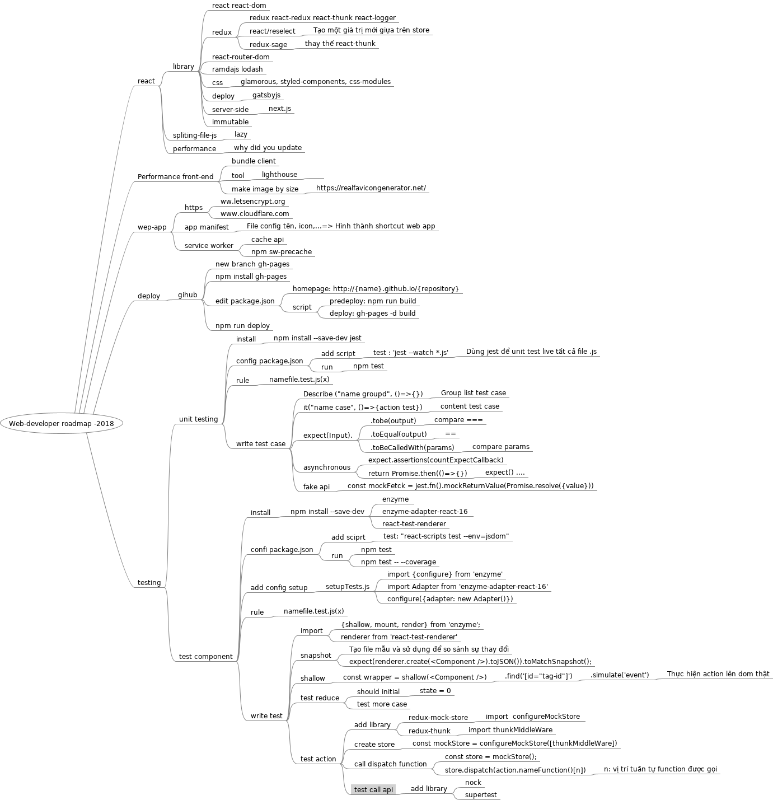 react react-dom
redux react-redux react-thunk react-logger
redux
react/reselect
Tạo một giá trị mới giựa trên store
redux-sage
thay thế react-thunk
library
react-router-dom
ramdajs lodash
react
css
glamorous, styled-components, css-modules
deploy
gatsbyjs
server-side
next.js
immutable
spliting-file-js
lazy
performance
why did you update
bundle client
Performance front-end
tool
lighthouse
make image by size
https://realfavicongenerator.net/
https
ww.letsencrypt.org
www.cloudflare.com
wep-app
app manifest
File config tên, icon,...=> Hình thành shortcut web app
service worker
cache api
npm sw-precache
new branch gh-pages
npm install gh-pages
deploy
gihub
edit package.json
homepage: http://{name}.github.io/{repository}
script
predeploy: npm run build
deploy: gh-pages -d build
npm run deploy
install
npm install --save-dev jest
config package.json
add script
test : 'jest --watch *.js'
Dùng jest để unit test live tất cả file .js
run
npm test
rule
namefile.test.js(x)
unit testing
Web-developer roadmap -2018
write test case
Describe ("name groupd", ()=>{})
Group list test case
it("name case", ()=>{action test})
content test case
expect(Input).
.tobe(output)
compare ===
.toEqual(output)
==
.toBeCalledWith(params)
compare params
asynchronous
expect.assertions(countExpectCallback)
return Promise.then(()=>{})
expect() ....
fake api
const mockFetck = jest.fn().mockReturnValue(Promise.resolve({value}))
install
npm install --save-dev
enzyme
enzyme-adapter-react-16
react-test-renderer
confi package.json
add sciprt
test: "react-scripts test --env=jsdom"
run
npm test
npm test -- --coverage
testing
add config setup
setupTests.js
import {configure} from 'enzyme'
import Adapter from 'enzyme-adapter-react-16'
configure({adapter: new Adapter()})
rule
namefile.test.js(x)
test component
import
{shallow, mount, render} from 'enzyme';
renderer from 'react-test-renderer'
snapshot
Tạo file mẫu và sử dụng để so sánh sự thay đổi
expect(renderer.create(<Component />).toJSON()).toMatchSnapshot();
shallow
const wrapper = shallow(<Component />)
.find('[id="tag-id"]')
.simulate('event')
Thực hiện action lên dom thật
test reduce
should initial
state = 0
test more case
write test
test action
add library
redux-mock-store
import configureMockStore
redux-thunk
import thunkMiddleWare
create store
const mockStore = configureMockStore([thunkMiddleWare])
call dispatch function
const store = mockStore();
store.dispatch(action.nameFunction()[n])
n: vị trí tuần tự function được gọi
test call api
add library
nock
supertest